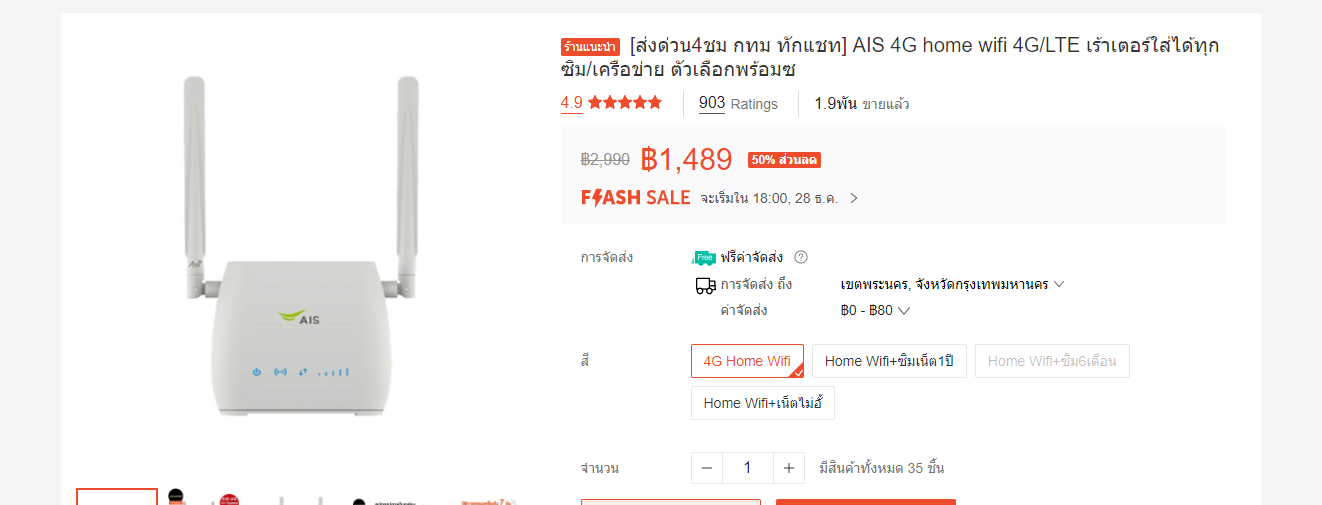 ร้านแนะนำ [ส่งด่วน4ชม กทม ทักแชท] AIS 4G home wifi 4G/LTE เร้าเตอร์ใส่ได้ทุก
ซิม/เครือข่าย ตัวเลือกพร้อมซ
4.9 903 Ratings 1.9พัน ขายแล้ว
฿2,990 ฿1,489 50% ส่วนลด
FLASH SALE จะเริ่มใน 18:00, 28 ธ.ค.
การจัดส่ง Free ฟรีค่าจัดส่ง
การจัดส่ง ถึง เขตพระนคร, จังหวัดกรุงเทพมหานคร
ค่าจัดส่ง ฿0 - ฿80
สี 4G Home Wifi Home Wifi+ซิมเน็ต1ปี Home Wifi+ซิม6เดือน
Home Wifi+เน็ตไม่อั้
จำนวน 1 มีสินค้าทั้งหมด 35 ชิ้น
4G
AIS